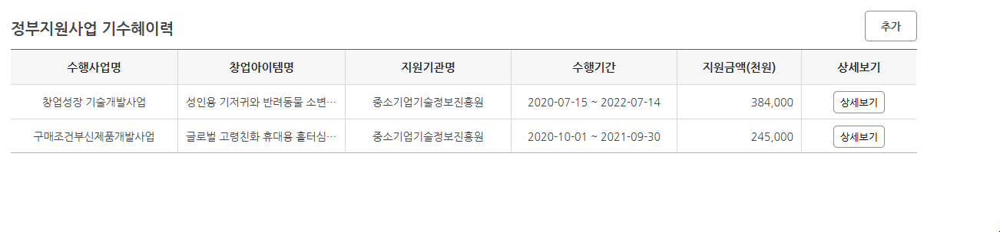 정부지원사업 기수혜이력
추가
수행사업명 창업아이템명 지원기관명 수행기간 지원금액(천원) 상세보기
창업성장 기술개발사업 성인용 기저귀와 반려동물 소변… 중소기업기술정보진흥원 2020-07-15 ~ 2022-07-14 384,000 상세보기
구매조건부신제품개발사업 글로벌 고령친화 휴대용 홀터심… 중소기업기술정보진흥원 2020-10-01 ~ 2021-09-30 245,000 상세보기